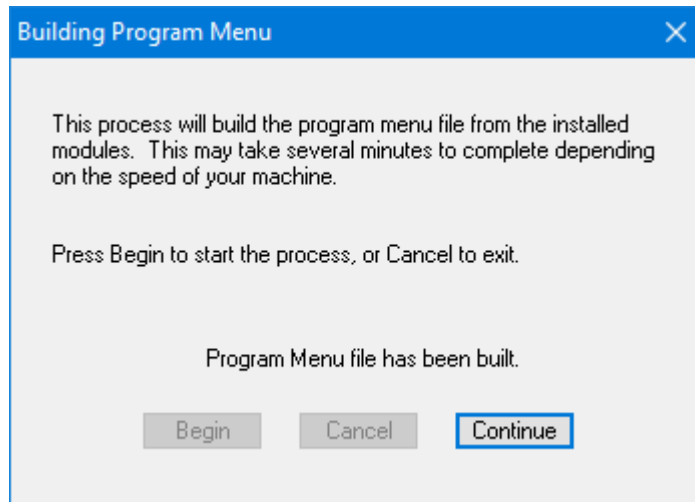 Building Program Menu
This process will build the program menu file from the installed
modules.  This may take several minutes to complete depending
on the speed of your machine.
Press Begin to start the process, or Cancel to exit.
Program Menu file has been built.
Begin Cancel Continue